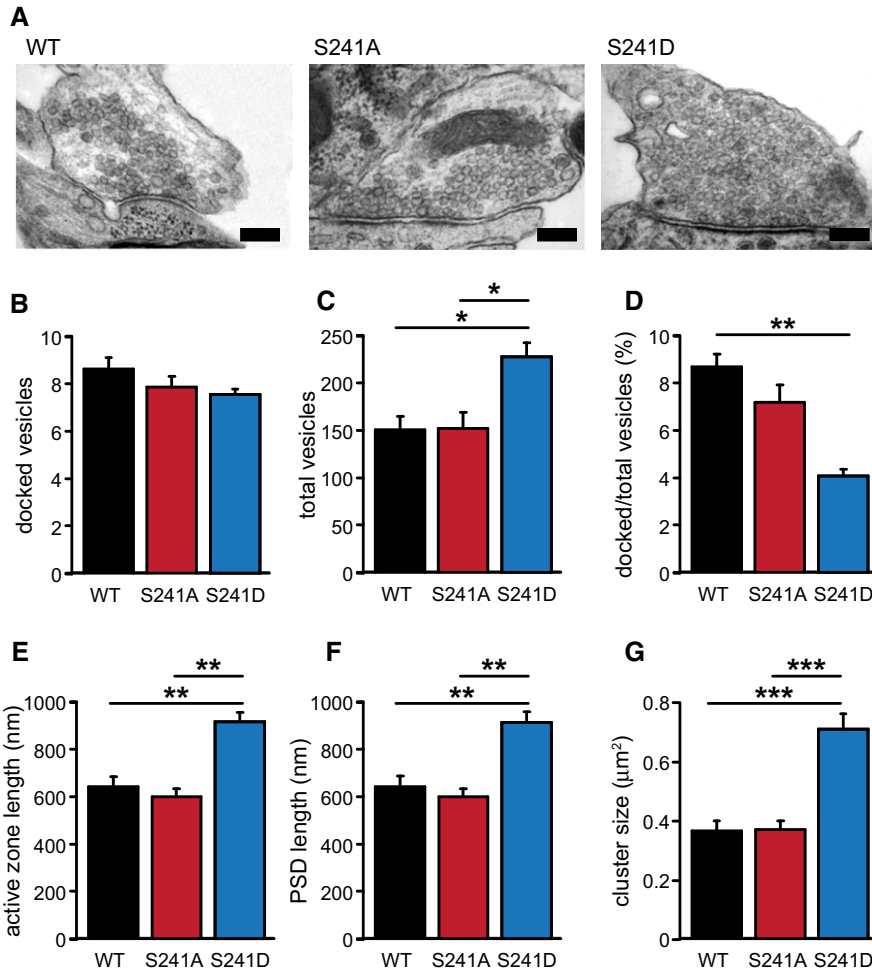 A
WT
S241A
S241D
B
docked vesicles
10
8
6
4
2
0
WT S241A S241D
C
*
*
total vesicles
250
200
150
100
50
0
WT S241A S241D
D
**
docked/total vesicles (%)
10
8
6
4
2
0
WT S241A S241D
E
**
**
active zone length (nm)
1000
800
600
400
200
0
WT S241A S241D
F
**
**
PSD length (nm)
1000
800
600
400
200
0
WT S241A S241D
G
***
***
cluster size (μm²)
0.8
0.6
0.4
0.2
0
WT S241A S241D